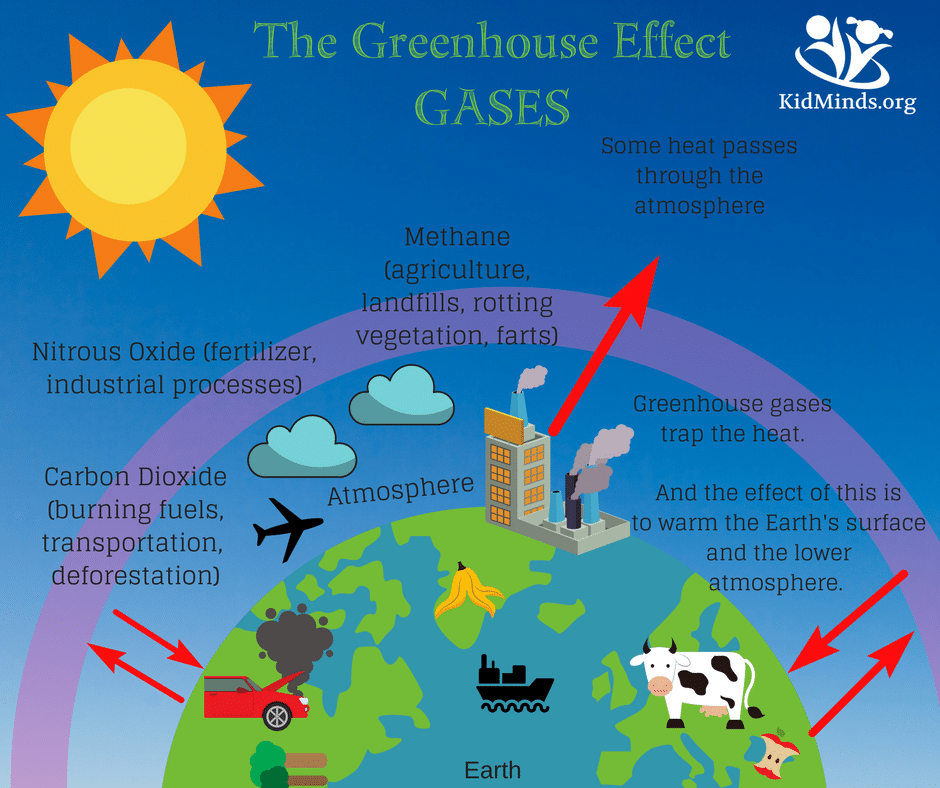 The Greenhouse Effect
GASES
KidMinds.org
Some heat passes
through the
atmosphere
Methane
(agriculture,
landfills, rotting
vegetation, farts)
Nitrous Oxide (fertilizer,
industrial processes)
Greenhouse gases
trap the heat.
Carbon Dioxide
(burning fuels,
transportation,
deforestation)
Atmosphere
And the effect of this is
to warm the Earth's surface
and the lower
atmosphere.
Earth